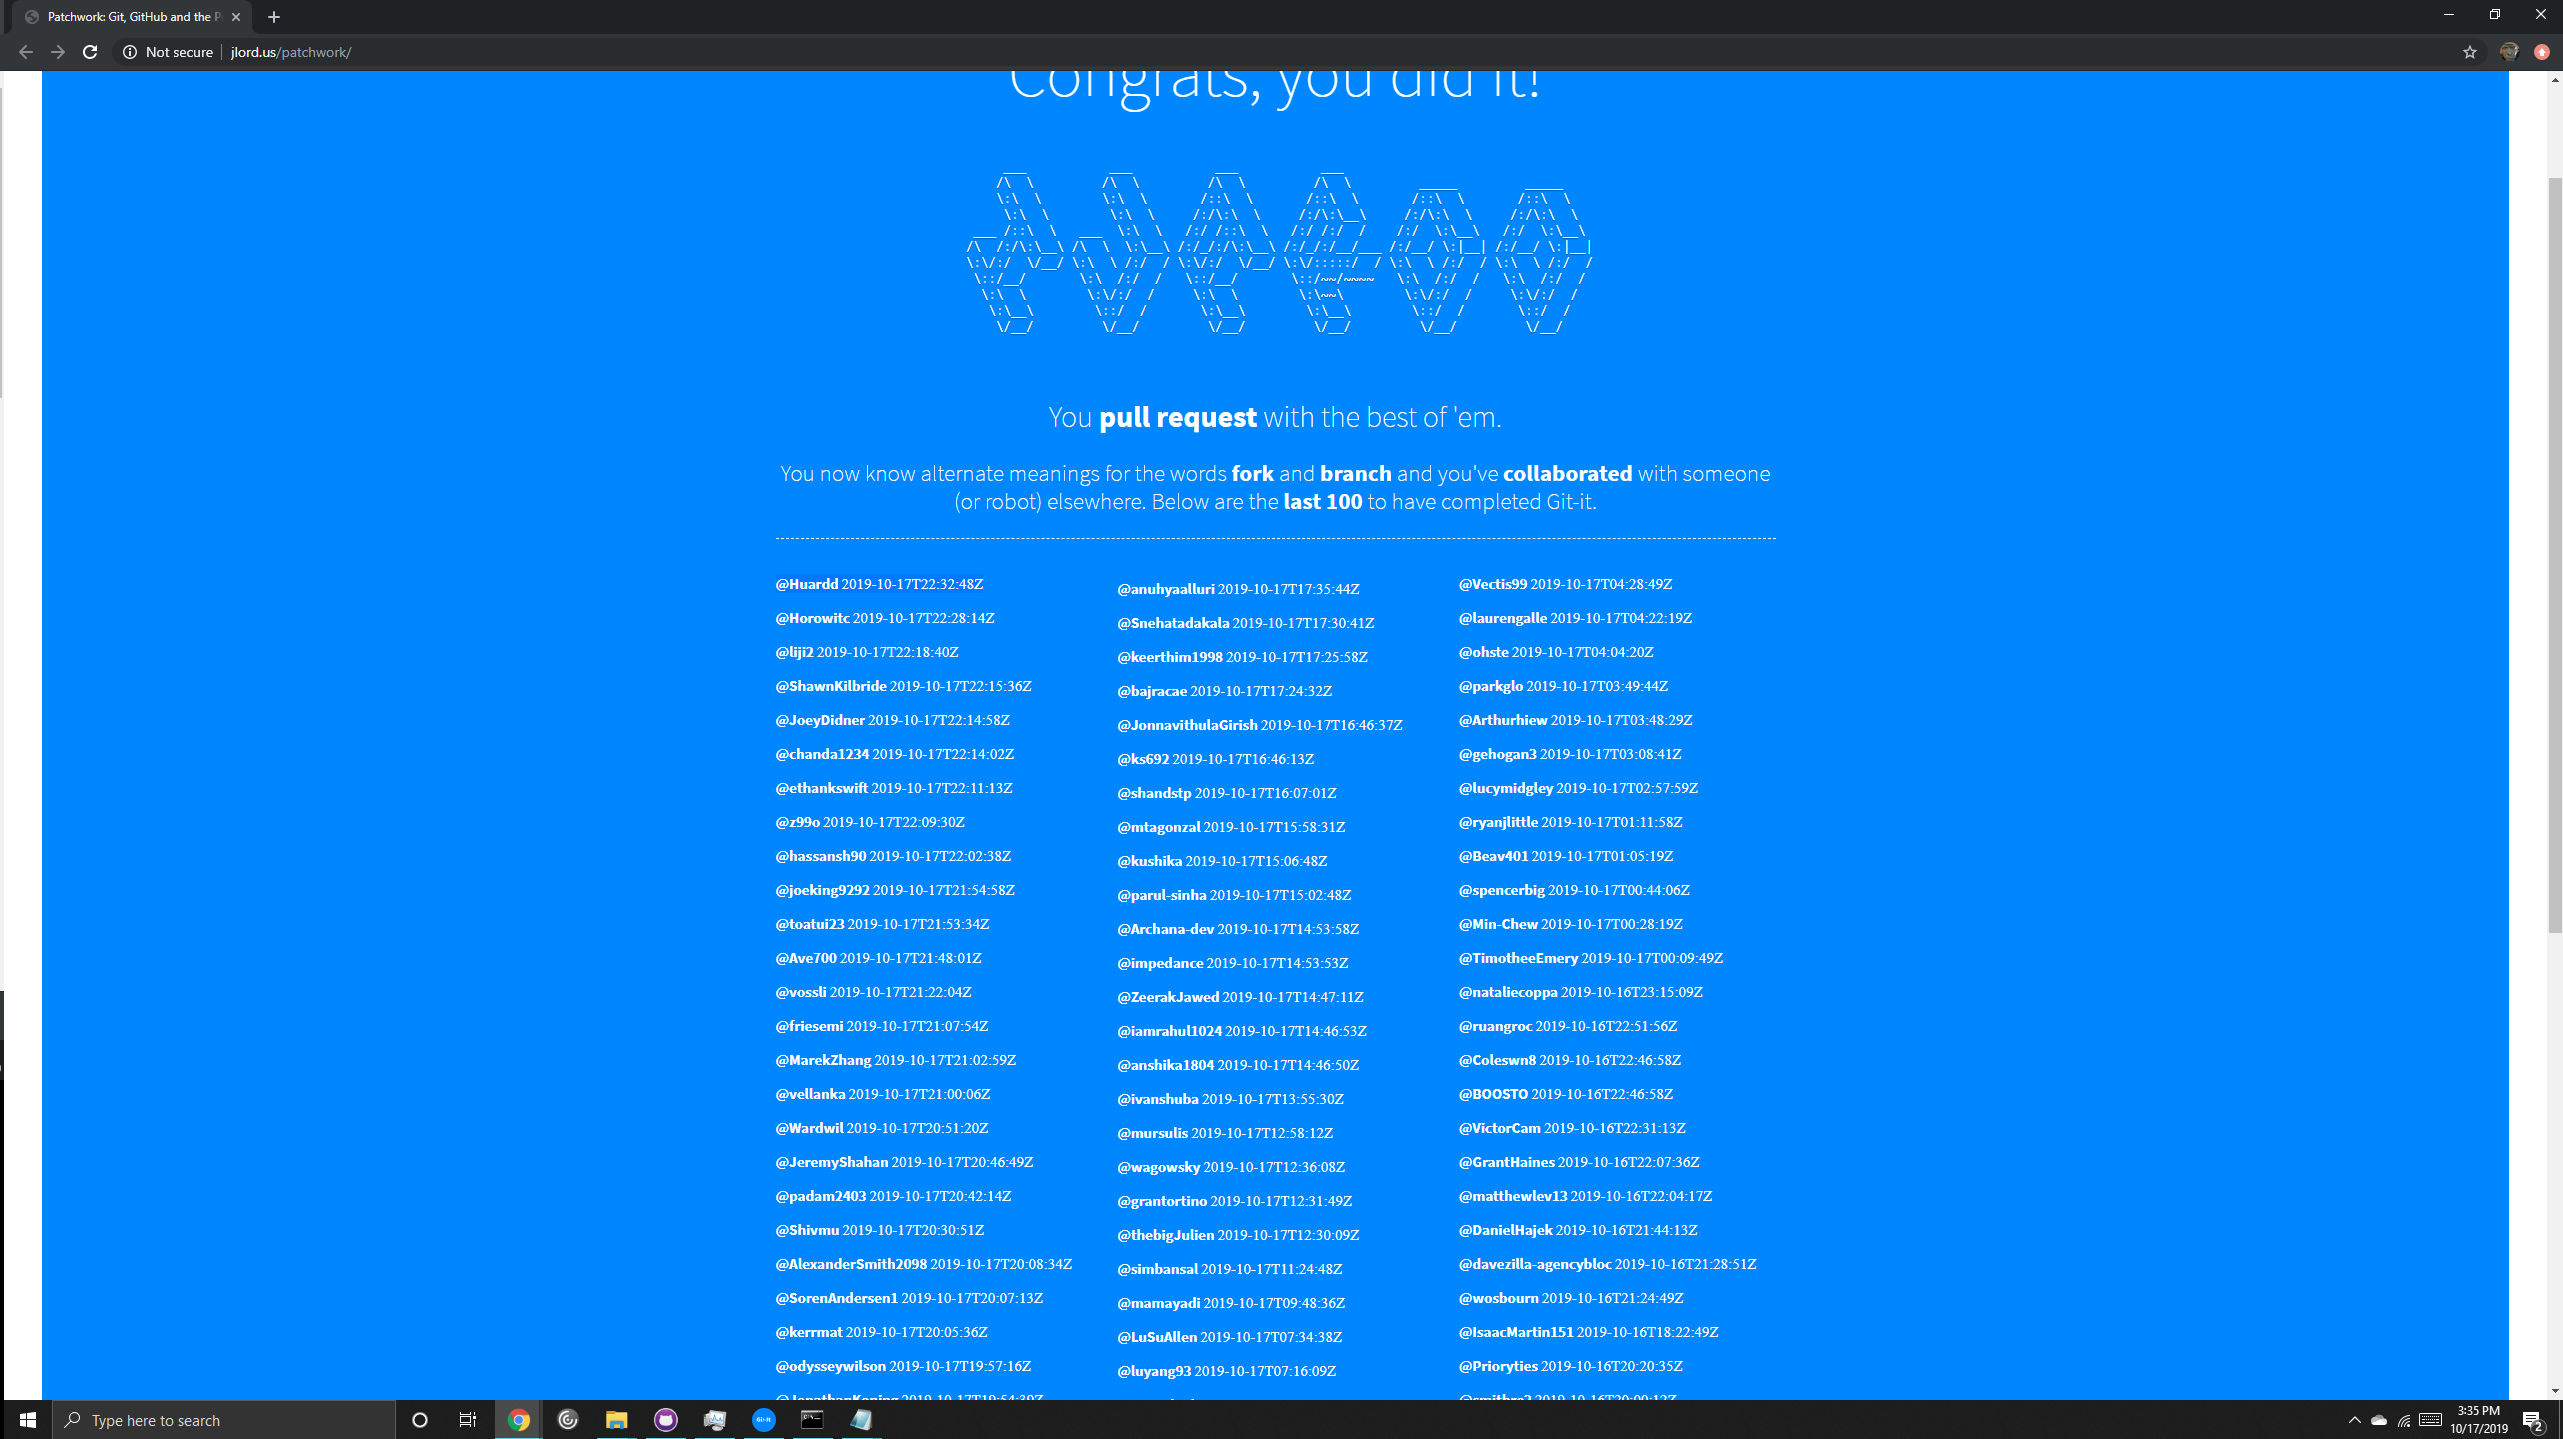 Patchwork: Git, GitHub and the P
Not secure | jlord.us/patchwork/
Congrats, you did it!
You pull request with the best of 'em.
You now know alternate meanings for the words fork and branch and you've collaborated with someone
(or robot) elsewhere. Below are the last 100 to have completed Git-it.
@Huardd 2019-10-17T22:32:48Z
@Horowitc 2019-10-17T22:28:14Z
@liji2 2019-10-17T22:18:40Z
@ShawnKilbride 2019-10-17T22:15:36Z
@JoeyDidner 2019-10-17T22:14:58Z
@chanda1234 2019-10-17T22:14:02Z
@ethankswift 2019-10-17T22:11:13Z
@z99o 2019-10-17T22:09:30Z
@hassansh90 2019-10-17T22:02:38Z
@joeking9292 2019-10-17T21:54:58Z
@toatui23 2019-10-17T21:53:34Z
@Ave700 2019-10-17T21:48:01Z
@vossli 2019-10-17T21:22:04Z
@friesemi 2019-10-17T21:07:54Z
@MarekZhang 2019-10-17T21:02:59Z
@vellanka 2019-10-17T21:00:06Z
@Wardwil 2019-10-17T20:51:20Z
@JeremyShahan 2019-10-17T20:46:49Z
@padam2403 2019-10-17T20:42:14Z
@Shivmu 2019-10-17T20:30:51Z
@AlexanderSmith2098 2019-10-17T20:08:34Z
@SorenAndersen1 2019-10-17T20:07:13Z
@kerrmat 2019-10-17T20:05:36Z
@odysseywilson 2019-10-17T19:57:16Z
@anuhyaalluri 2019-10-17T17:35:44Z
@Snehatadakala 2019-10-17T17:30:41Z
@keerthim1998 2019-10-17T17:25:58Z
@bajracae 2019-10-17T17:24:32Z
@JonnavithulaGirish 2019-10-17T16:46:37Z
@ks692 2019-10-17T16:46:13Z
@shandstp 2019-10-17T16:07:01Z
@mtagonzal 2019-10-17T15:58:31Z
@kushika 2019-10-17T15:06:48Z
@parul-sinha 2019-10-17T15:02:48Z
@Archana-dev 2019-10-17T14:53:58Z
@impedance 2019-10-17T14:53:53Z
@ZeerakJawed 2019-10-17T14:47:11Z
@iamrahul1024 2019-10-17T14:46:53Z
@anshika1804 2019-10-17T14:46:50Z
@ivanshuba 2019-10-17T13:55:30Z
@mursulis 2019-10-17T12:58:12Z
@wagowsky 2019-10-17T12:36:08Z
@grantortino 2019-10-17T12:31:49Z
@thebigJulien 2019-10-17T12:30:09Z
@simbansal 2019-10-17T11:24:48Z
@mamayadi 2019-10-17T09:48:36Z
@LuSuAllen 2019-10-17T07:34:38Z
@luyang93 2019-10-17T07:16:09Z
@Vectis99 2019-10-17T04:28:49Z
@laurengalle 2019-10-17T04:22:19Z
@ohste 2019-10-17T04:04:20Z
@parkglo 2019-10-17T03:49:44Z
@Arthurhiew 2019-10-17T03:48:29Z
@gehogan3 2019-10-17T03:08:41Z
@lucymidgley 2019-10-17T02:57:59Z
@ryanjlittle 2019-10-17T01:11:58Z
@Beav401 2019-10-17T01:05:19Z
@spencerbig 2019-10-17T00:44:06Z
@Min-Chew 2019-10-17T00:28:19Z
@TimotheeEmery 2019-10-17T00:09:49Z
@nataliecoppa 2019-10-16T23:15:09Z
@ruangroc 2019-10-16T22:51:56Z
@Coleswn8 2019-10-16T22:46:58Z
@BOOSTO 2019-10-16T22:46:58Z
@VictorCam 2019-10-16T22:31:13Z
@GrantHaines 2019-10-16T22:07:36Z
@matthewlev13 2019-10-16T22:04:17Z
@DanielHajek 2019-10-16T21:44:13Z
@davezilla-agencybloc 2019-10-16T21:28:51Z
@wosbourn 2019-10-16T21:24:49Z
@IsaacMartin151 2019-10-16T18:22:49Z
@Prioryties 2019-10-16T20:20:35Z
Type here to search
3:35 PM
10/17/2019
2